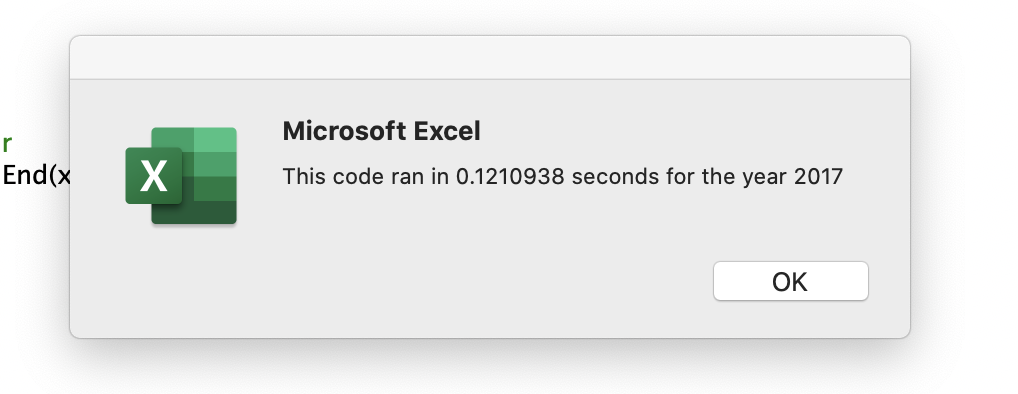 Microsoft Excel
r
End(x
X
This code ran in 0.1210938 seconds for the year 2017
OK